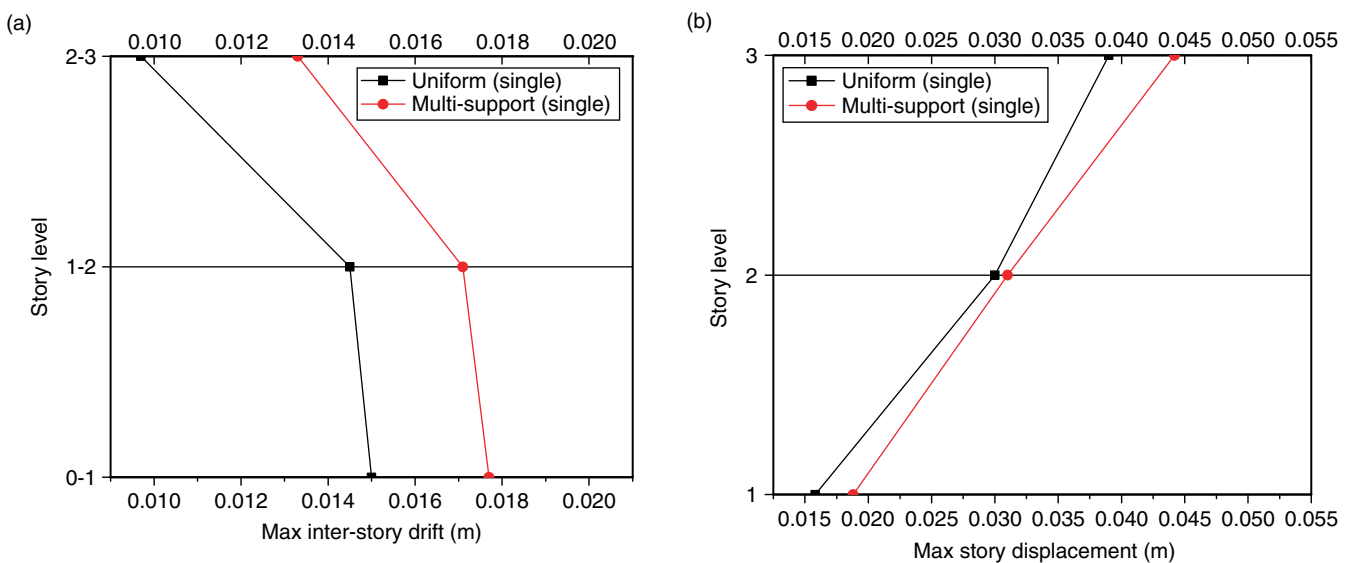 (a)
0.010 0.012 0.014 0.016 0.018 0.020
2-3
Uniform (single)
Multi-support (single)
Story level
1-2
0-1
0.010 0.012 0.014 0.016 0.018 0.020
Max inter-story drift (m)
(b)
0.015 0.020 0.025 0.030 0.035 0.040 0.045 0.050 0.055
3
Uniform (single)
Multi-support (single)
Story level
2
1
0.015 0.020 0.025 0.030 0.035 0.040 0.045 0.050 0.055
Max story displacement (m)